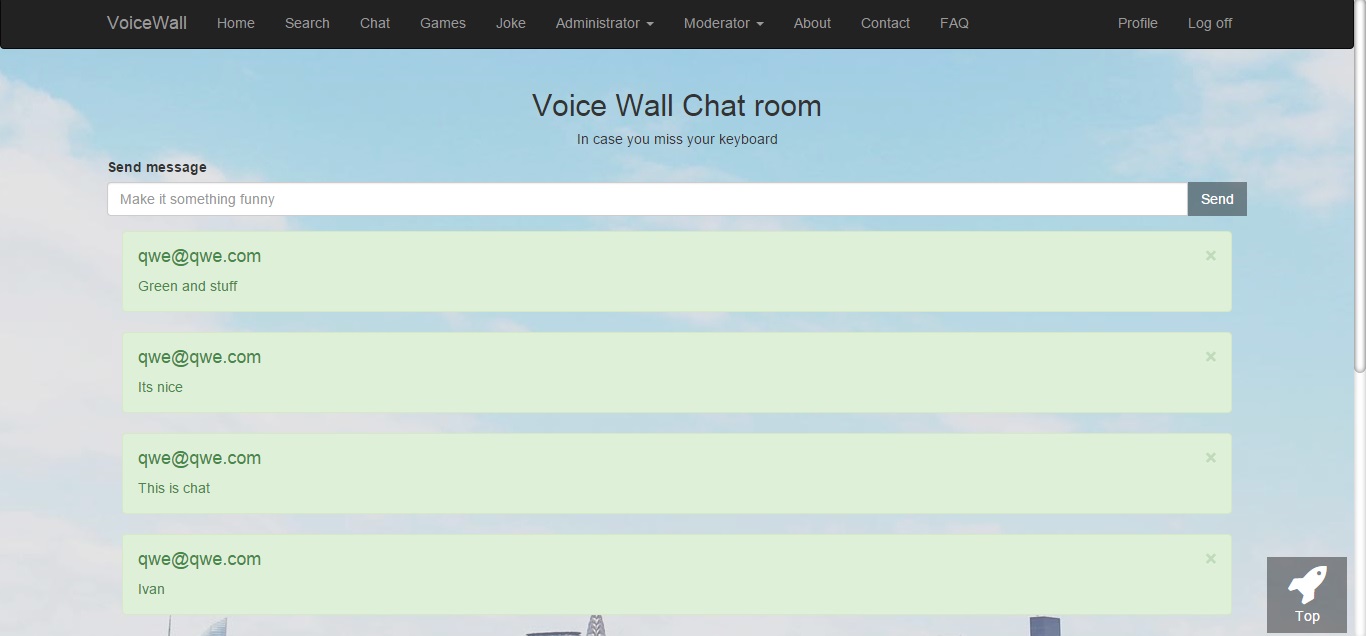 VoiceWall Home Search Chat Games Joke Administrator Moderator About Contact FAQ Profile Log off
Voice Wall Chat room
In case you miss your keyboard
Send message
Make it something funny Send
qwe@qwe.com ×
Green and stuff
qwe@qwe.com ×
Its nice
qwe@qwe.com ×
This is chat
qwe@qwe.com ×
Ivan
Top